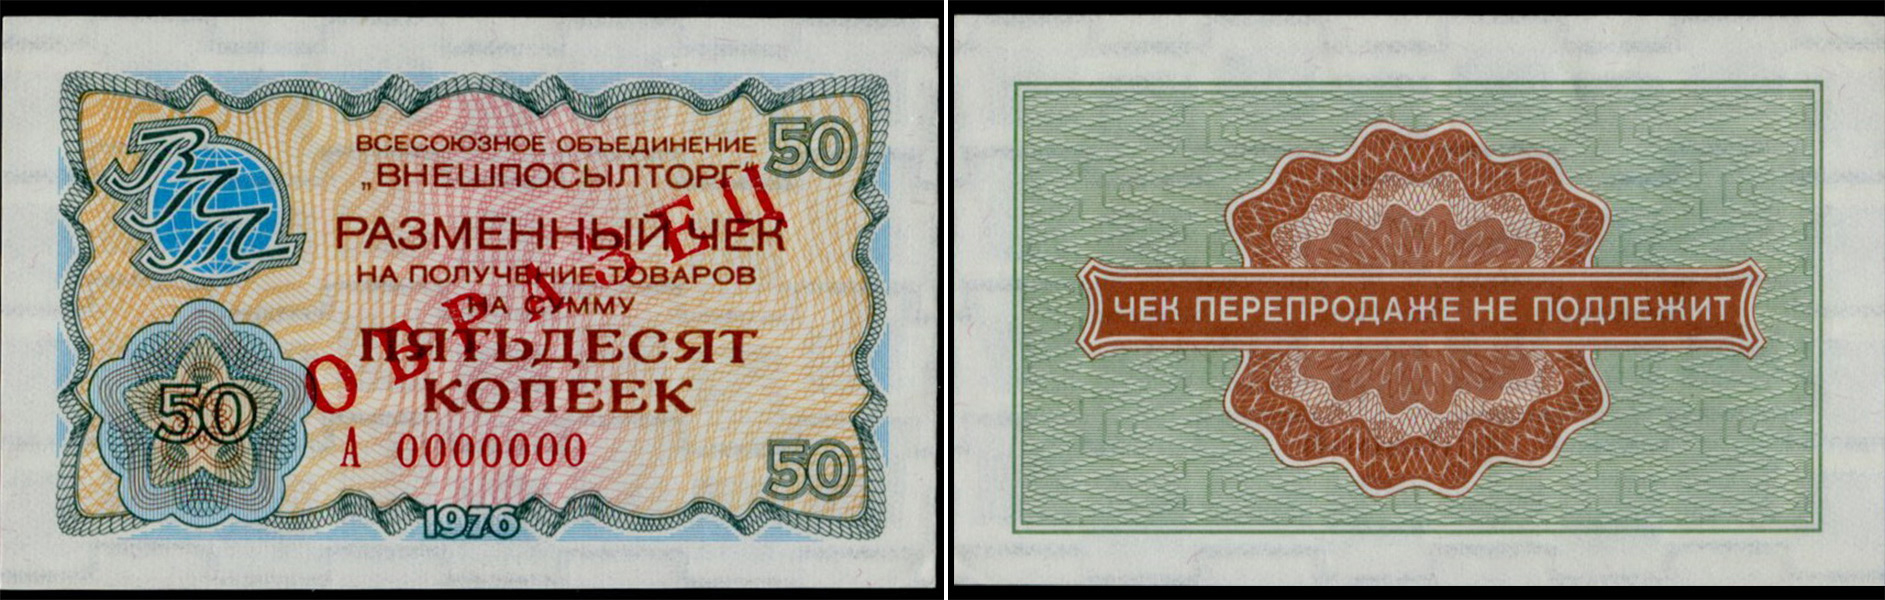 ВПТ
ВСЕСОЮЗНОЕ ОБЪЕДИНЕНИЕ
„ВНЕШПОСЫЛТОРГ"
50
РАЗМЕННЫЙ ЧЕК
НА ПОЛУЧЕНИЕ ТОВАРОВ
НА СУММУ
ПЯТЬДЕСЯТ
КОПЕЕК
ОБРАЗЕЦ
50
А 0000000
50
1976
ЧЕК ПЕРЕПРОДАЖЕ НЕ ПОДЛЕЖИТ